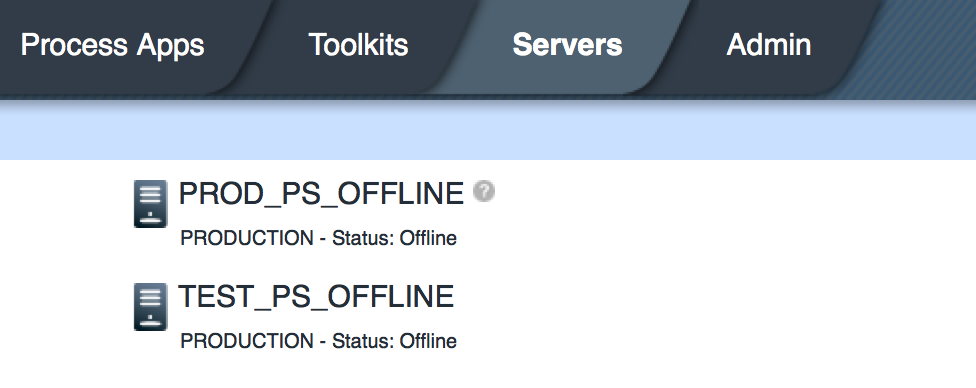 Process Apps Toolkits Servers Admin
PROD_PS_OFFLINE ?
PRODUCTION - Status: Offline
TEST_PS_OFFLINE
PRODUCTION - Status: Offline